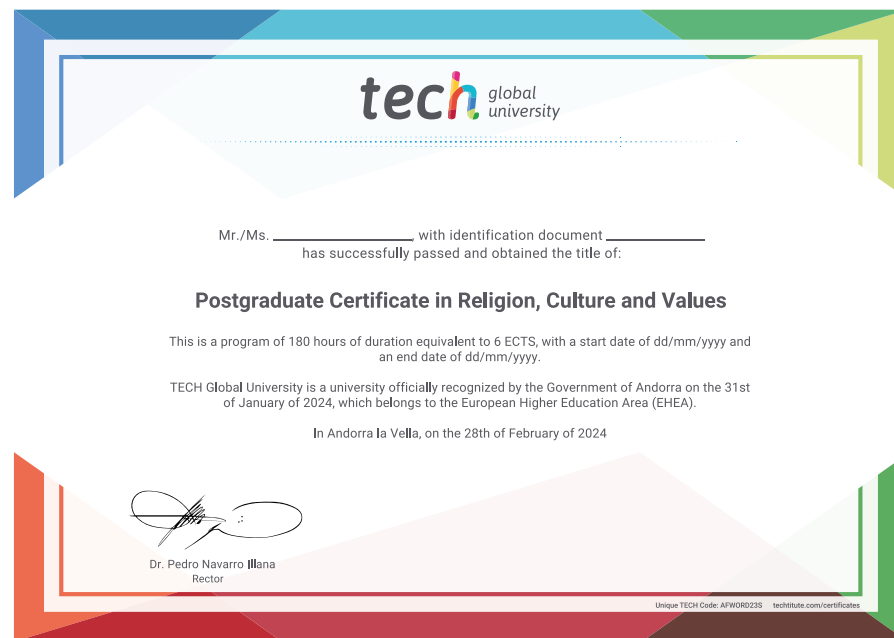 tech global university
Mr./Ms. ____________, with identification document ____________
has successfully passed and obtained the title of:
Postgraduate Certificate in Religion, Culture and Values
This is a program of 180 hours of duration equivalent to 6 ECTS, with a start date of dd/mm/yyyy and
an end date of dd/mm/yyyy.
TECH Global University is a university officially recognized by the Government of Andorra on the 31st
of January of 2024, which belongs to the European Higher Education Area (EHEA).
In Andorra la Vella, on the 28th of February of 2024
Dr. Pedro Navarro Illana
Rector
Unique TECH Code: AFWORD23S techtitute.com/certificates